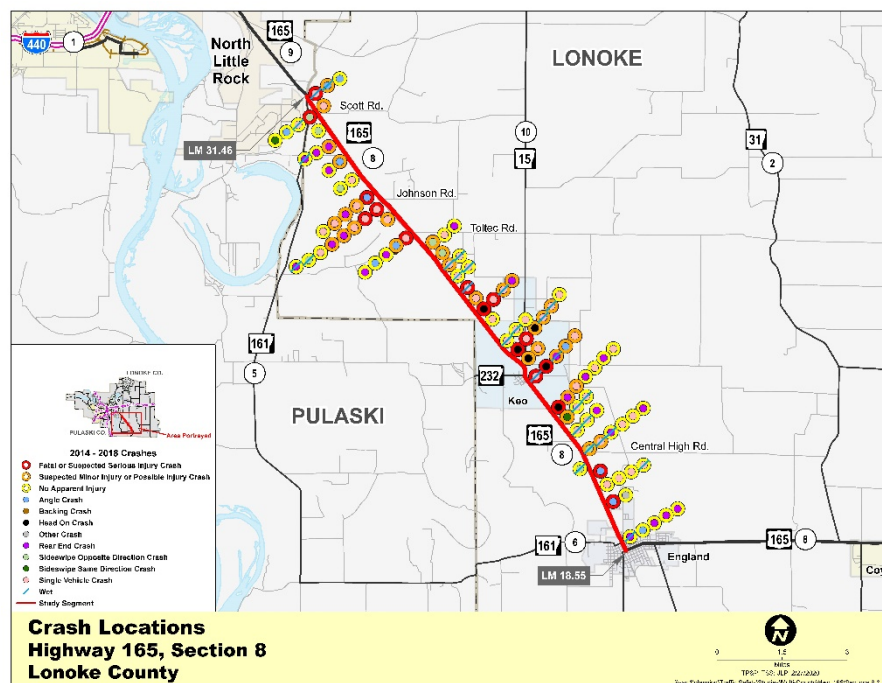 440
1
North
Little
Rock
165
9
LONOKE
Scott Rd.
165
8
LM 31.46
10
15
31
2
Johnson Rd.
Toltec Rd.
161
5
232
Keo
PULASKI
165
8
Central High Rd.
161
6
England
165
8
LM 18.55
LONOKE CO.
PULASKI CO.
Area Portrayed
2014 - 2018 Crashes
Fatal or Suspected Serious Injury Crash
Suspected Minor Injury or Possible Injury Crash
No Apparent Injury
Angle Crash
Backing Crash
Head On Crash
Other Crash
Rear End Crash
Sideswipe Opposite Direction Crash
Sideswipe Same Direction Crash
Single Vehicle Crash
Wet
Study Segment
Crash Locations
Highway 165, Section 8
Lonoke County
N
0 1.5 3
Miles